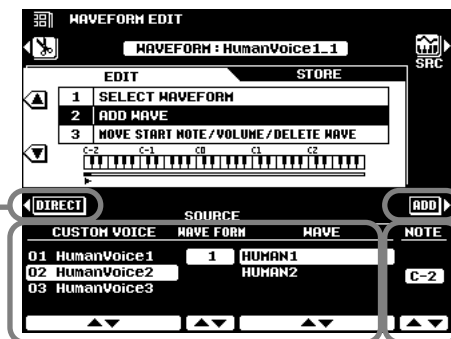 WAVEFORM EDIT
WAVEFORM : HumanVoice1_1
SRC
EDIT STORE
1 SELECT WAVEFORM
2 ADD WAVE
3 MOVE START NOTE/VOLUME/DELETE WAVE
C-2 C-1 C0 C1 C2
DIRECT ADD
SOURCE
CUSTOM VOICE WAVE FORM WAVE NOTE
01 HumanVoice1 1 HUMAN1
02 HumanVoice2 HUMAN2 C-2
03 HumanVoice3